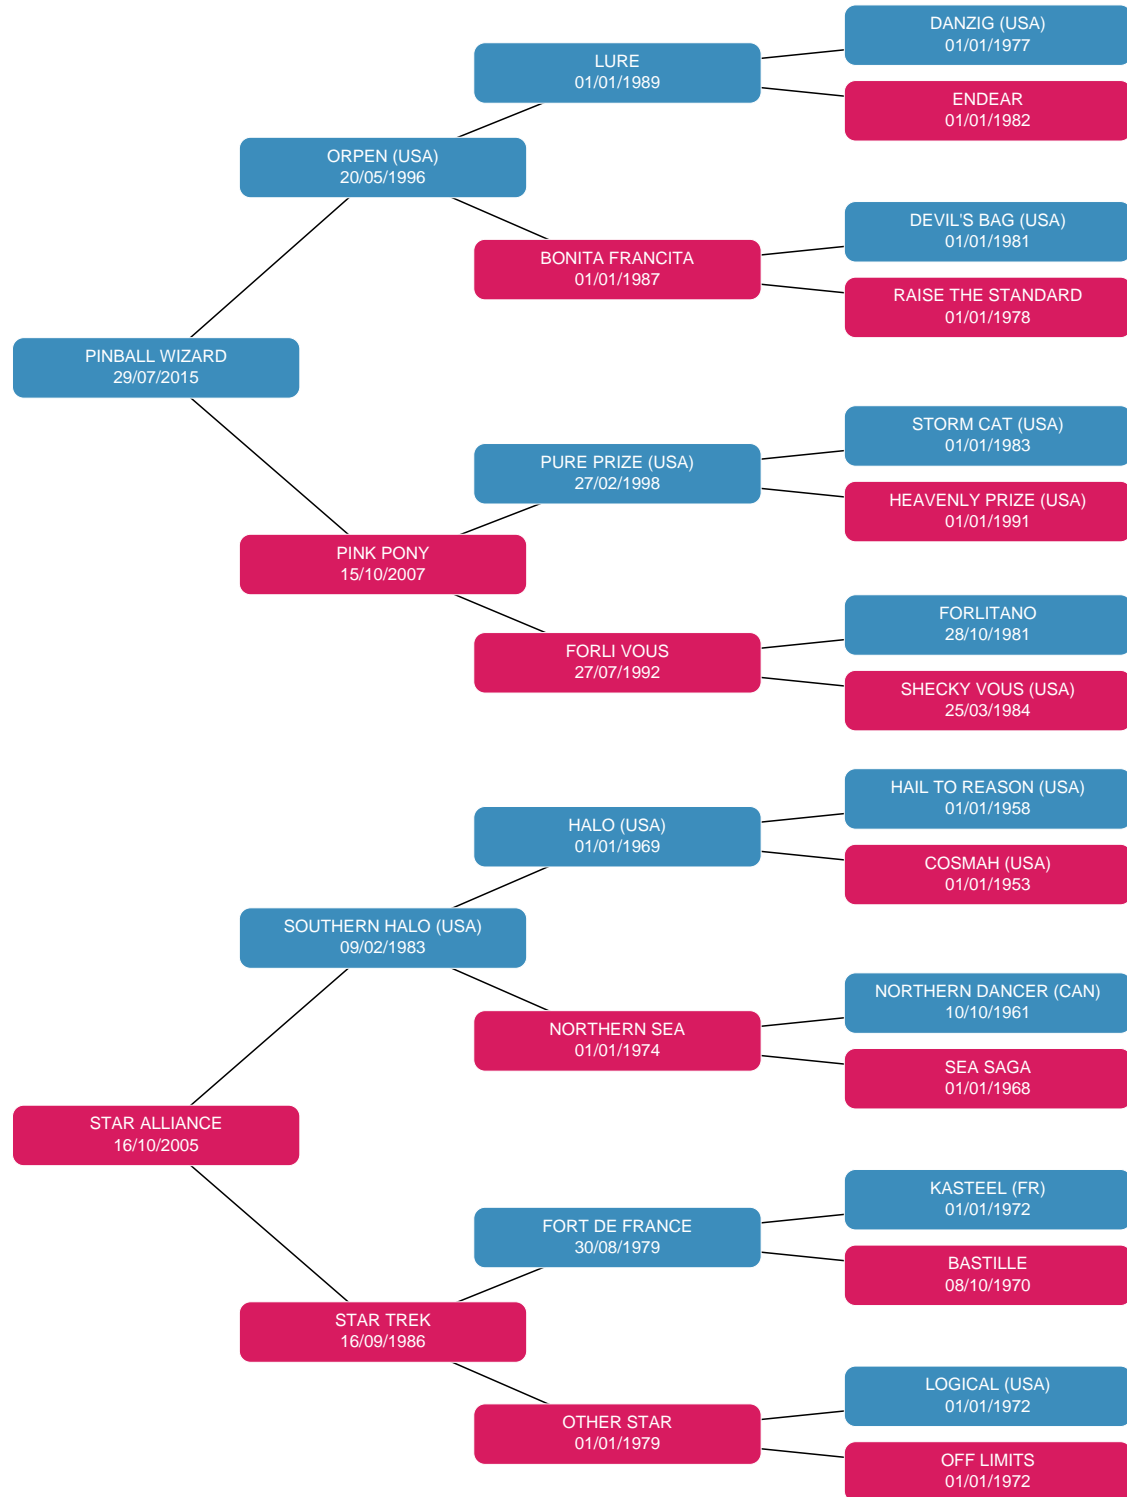 DANZIG (USA)
01/01/1977
LURE
01/01/1989
ENDEAR
01/01/1982
ORPEN (USA)
20/05/1996
DEVIL'S BAG (USA)
01/01/1981
BONITA FRANCITA
01/01/1987
RAISE THE STANDARD
01/01/1978
PINBALL WIZARD
29/07/2015
STORM CAT (USA)
01/01/1983
PURE PRIZE (USA)
27/02/1998
HEAVENLY PRIZE (USA)
01/01/1991
PINK PONY
15/10/2007
FORLITANO
28/10/1981
FORLI VOUS
27/07/1992
SHECKY VOUS (USA)
25/03/1984
HAIL TO REASON (USA)
01/01/1958
HALO (USA)
01/01/1969
COSMAH (USA)
01/01/1953
SOUTHERN HALO (USA)
09/02/1983
NORTHERN DANCER (CAN)
10/10/1961
NORTHERN SEA
01/01/1974
SEA SAGA
01/01/1968
STAR ALLIANCE
16/10/2005
KASTEEL (FR)
01/01/1972
FORT DE FRANCE
30/08/1979
BASTILLE
08/10/1970
STAR TREK
16/09/1986
LOGICAL (USA)
01/01/1972
OTHER STAR
01/01/1979
OFF LIMITS
01/01/1972